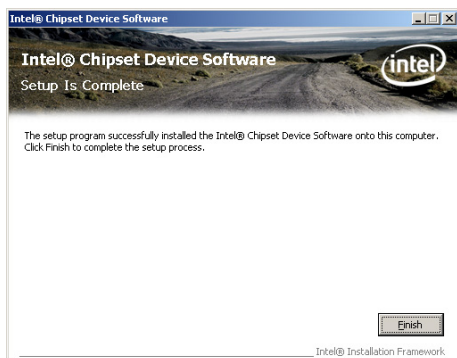 Intel® Chipset Device Software
Intel® Chipset Device Software
intel
Setup Is Complete
The setup program successfully installed the Intel® Chipset Device Software onto this computer.
Click Finish to complete the setup process.
Finish
Intel® Installation Framework